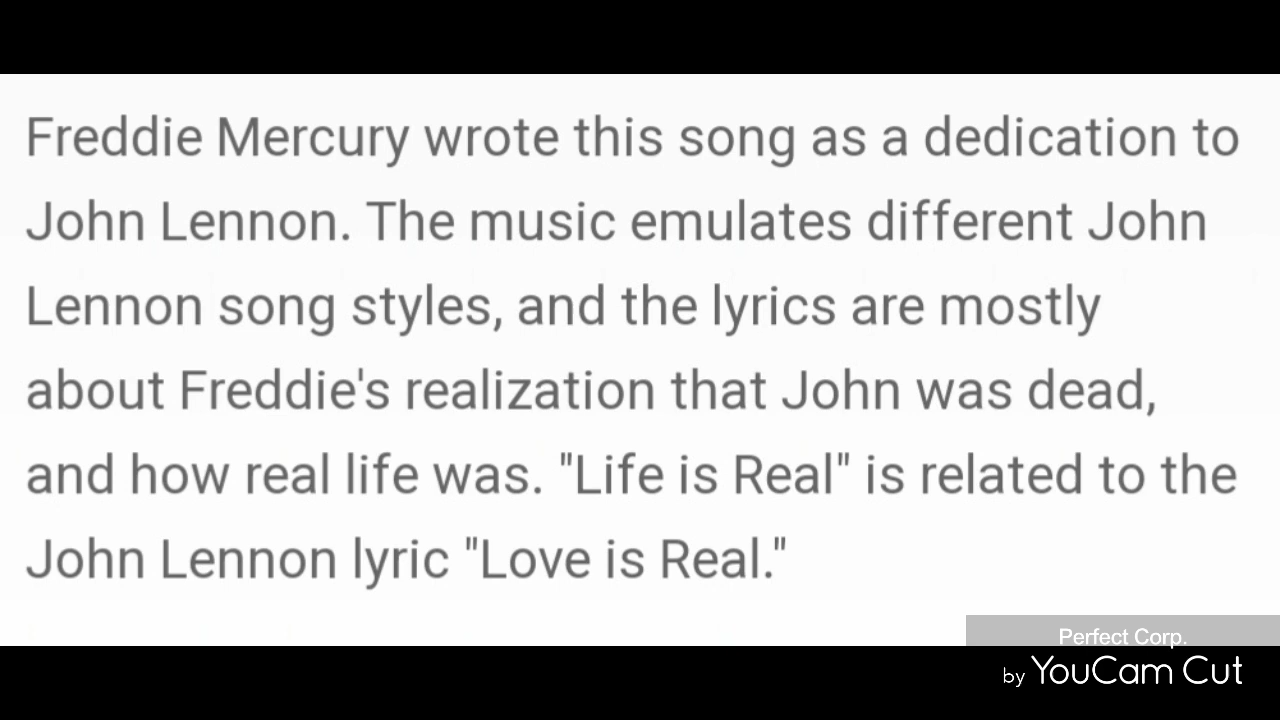 Freddie Mercury wrote this song as a dedication to
John Lennon. The music emulates different John
Lennon song styles, and the lyrics are mostly
about Freddie's realization that John was dead,
and how real life was. "Life is Real" is related to the
John Lennon lyric "Love is Real."
Perfect Corp.
by YouCam Cut